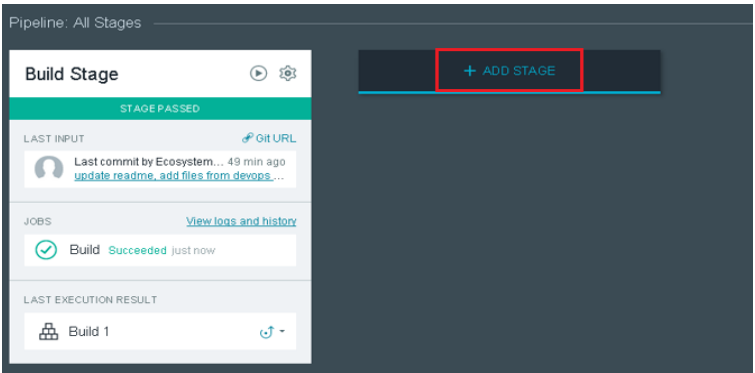 Pipeline: All Stages
Build Stage
+ ADD STAGE
STAGE PASSED
LAST INPUT Git URL
Last commit by Ecosystem... 49 min ago
update readme, add files from devops ...
JOBS View logs and history
Build Succeeded just now
LAST EXECUTION RESULT
Build 1